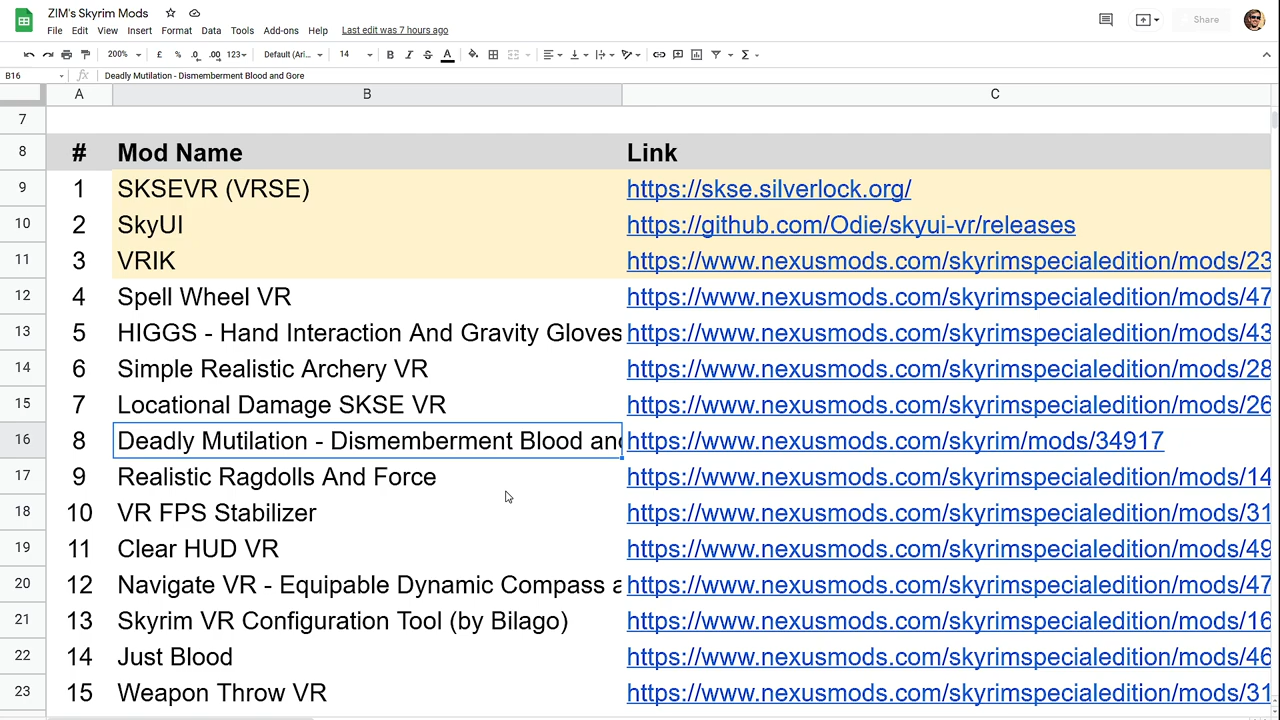 ZIM's Skyrim Mods
File Edit View Insert Format Data Tools Add-ons Help Last edit was 7 hours ago
Share
200% £ % .0 .00 123 Default (Ari... 14 B I S A
B16 fx Deadly Mutilation - Dismemberment Blood and Gore
A B C
7
8 # Mod Name Link
9 1 SKSEVR (VRSE) https://skse.silverlock.org/
10 2 SkyUI https://github.com/Odie/skyui-vr/releases
11 3 VRIK https://www.nexusmods.com/skyrimspecialedition/mods/23
12 4 Spell Wheel VR https://www.nexusmods.com/skyrimspecialedition/mods/47
13 5 HIGGS - Hand Interaction And Gravity Gloves https://www.nexusmods.com/skyrimspecialedition/mods/43
14 6 Simple Realistic Archery VR https://www.nexusmods.com/skyrimspecialedition/mods/28
15 7 Locational Damage SKSE VR https://www.nexusmods.com/skyrimspecialedition/mods/26
16 8 Deadly Mutilation - Dismemberment Blood and https://www.nexusmods.com/skyrim/mods/34917
17 9 Realistic Ragdolls And Force https://www.nexusmods.com/skyrimspecialedition/mods/14
18 10 VR FPS Stabilizer https://www.nexusmods.com/skyrimspecialedition/mods/31
19 11 Clear HUD VR https://www.nexusmods.com/skyrimspecialedition/mods/49
20 12 Navigate VR - Equipable Dynamic Compass a https://www.nexusmods.com/skyrimspecialedition/mods/47
21 13 Skyrim VR Configuration Tool (by Bilago) https://www.nexusmods.com/skyrimspecialedition/mods/16
22 14 Just Blood https://www.nexusmods.com/skyrimspecialedition/mods/46
23 15 Weapon Throw VR https://www.nexusmods.com/skyrimspecialedition/mods/31